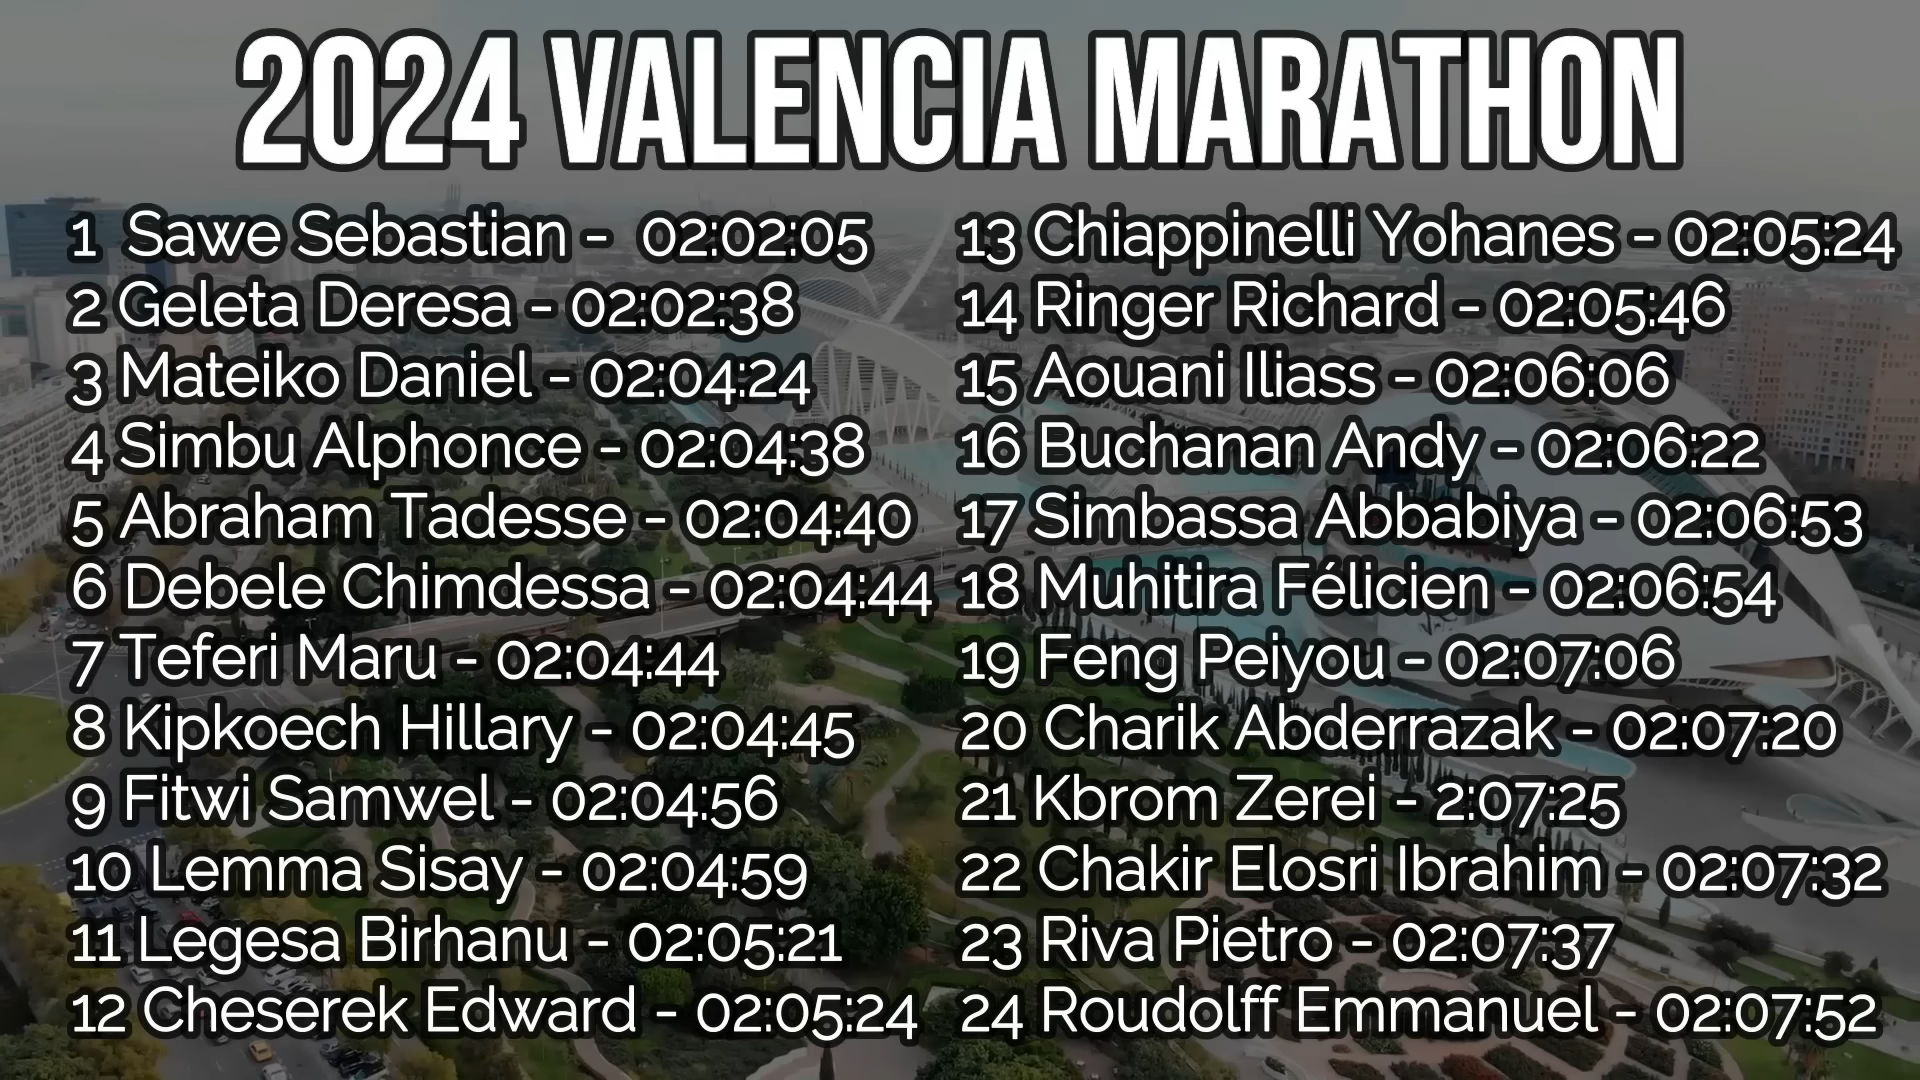 2024 VALENCIA MARATHON
1 Sawe Sebastian - 02:02:05
2 Geleta Deresa - 02:02:38
3 Mateiko Daniel - 02:04:24
4 Simbu Alphonce - 02:04:38
5 Abraham Tadesse - 02:04:40
6 Debele Chimdessa - 02:04:44
7 Teferi Maru - 02:04:44
8 Kipkoech Hillary - 02:04:45
9 Fitwi Samwel - 02:04:56
10 Lemma Sisay - 02:04:59
11 Legesa Birhanu - 02:05:21
12 Cheserek Edward - 02:05:24
13 Chiappinelli Yohanes - 02:05:24
14 Ringer Richard - 02:05:46
15 Aouani Iliass - 02:06:06
16 Buchanan Andy - 02:06:22
17 Simbassa Abbabiya - 02:06:53
18 Muhitira Félicien - 02:06:54
19 Feng Peiyou - 02:07:06
20 Charik Abderrazak - 02:07:20
21 Kbrom Zerei - 2:07:25
22 Chakir Elosri Ibrahim - 02:07:32
23 Riva Pietro - 02:07:37
24 Roudolff Emmanuel - 02:07:52